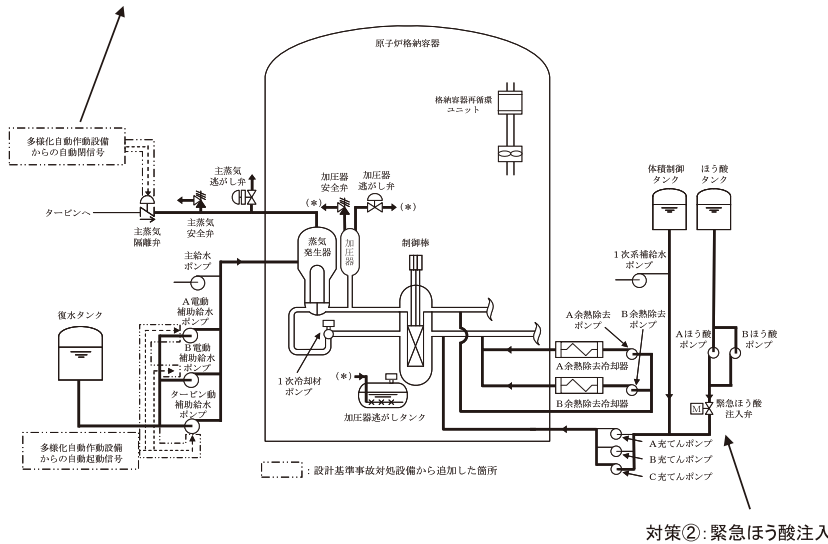 原子炉格納容器
格納容器再循環
ユニット
多様化自動作動設備
からの自動閉信号
主蒸気
逃がし弁
加圧器
安全弁
加圧器
逃がし弁
(*)
(*)
タービンへ
主蒸気
隔離弁
主蒸気
安全弁
蒸気
発生器
加圧器
制御棒
体積制御
タンク
ほう酸
タンク
主給水
ポンプ
1次系補給水
ポンプ
復水タンク
A電動
補助給水
ポンプ
B電動
補助給水
ポンプ
タービン動
補助給水
ポンプ
1次冷却材
ポンプ
(*)
加圧器逃がしタンク
A余熱除去
ポンプ
B余熱除去
ポンプ
A余熱除去冷却器
B余熱除去冷却器
Aほう酸
ポンプ
Bほう酸
ポンプ
M
緊急ほう酸
注入弁
A充てんポンプ
B充てんポンプ
C充てんポンプ
多様化自動作動設備
からの自動起動信号
:設計基準事故対処設備から追加した箇所
対策②:緊急ほう酸注入